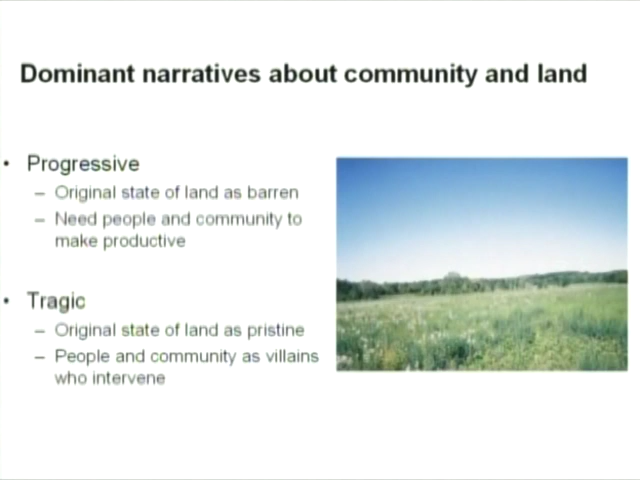 Dominant narratives about community and land
• Progressive
– Original state of land as barren
– Need people and community to
make productive
• Tragic
– Original state of land as pristine
– People and community as villains
who intervene